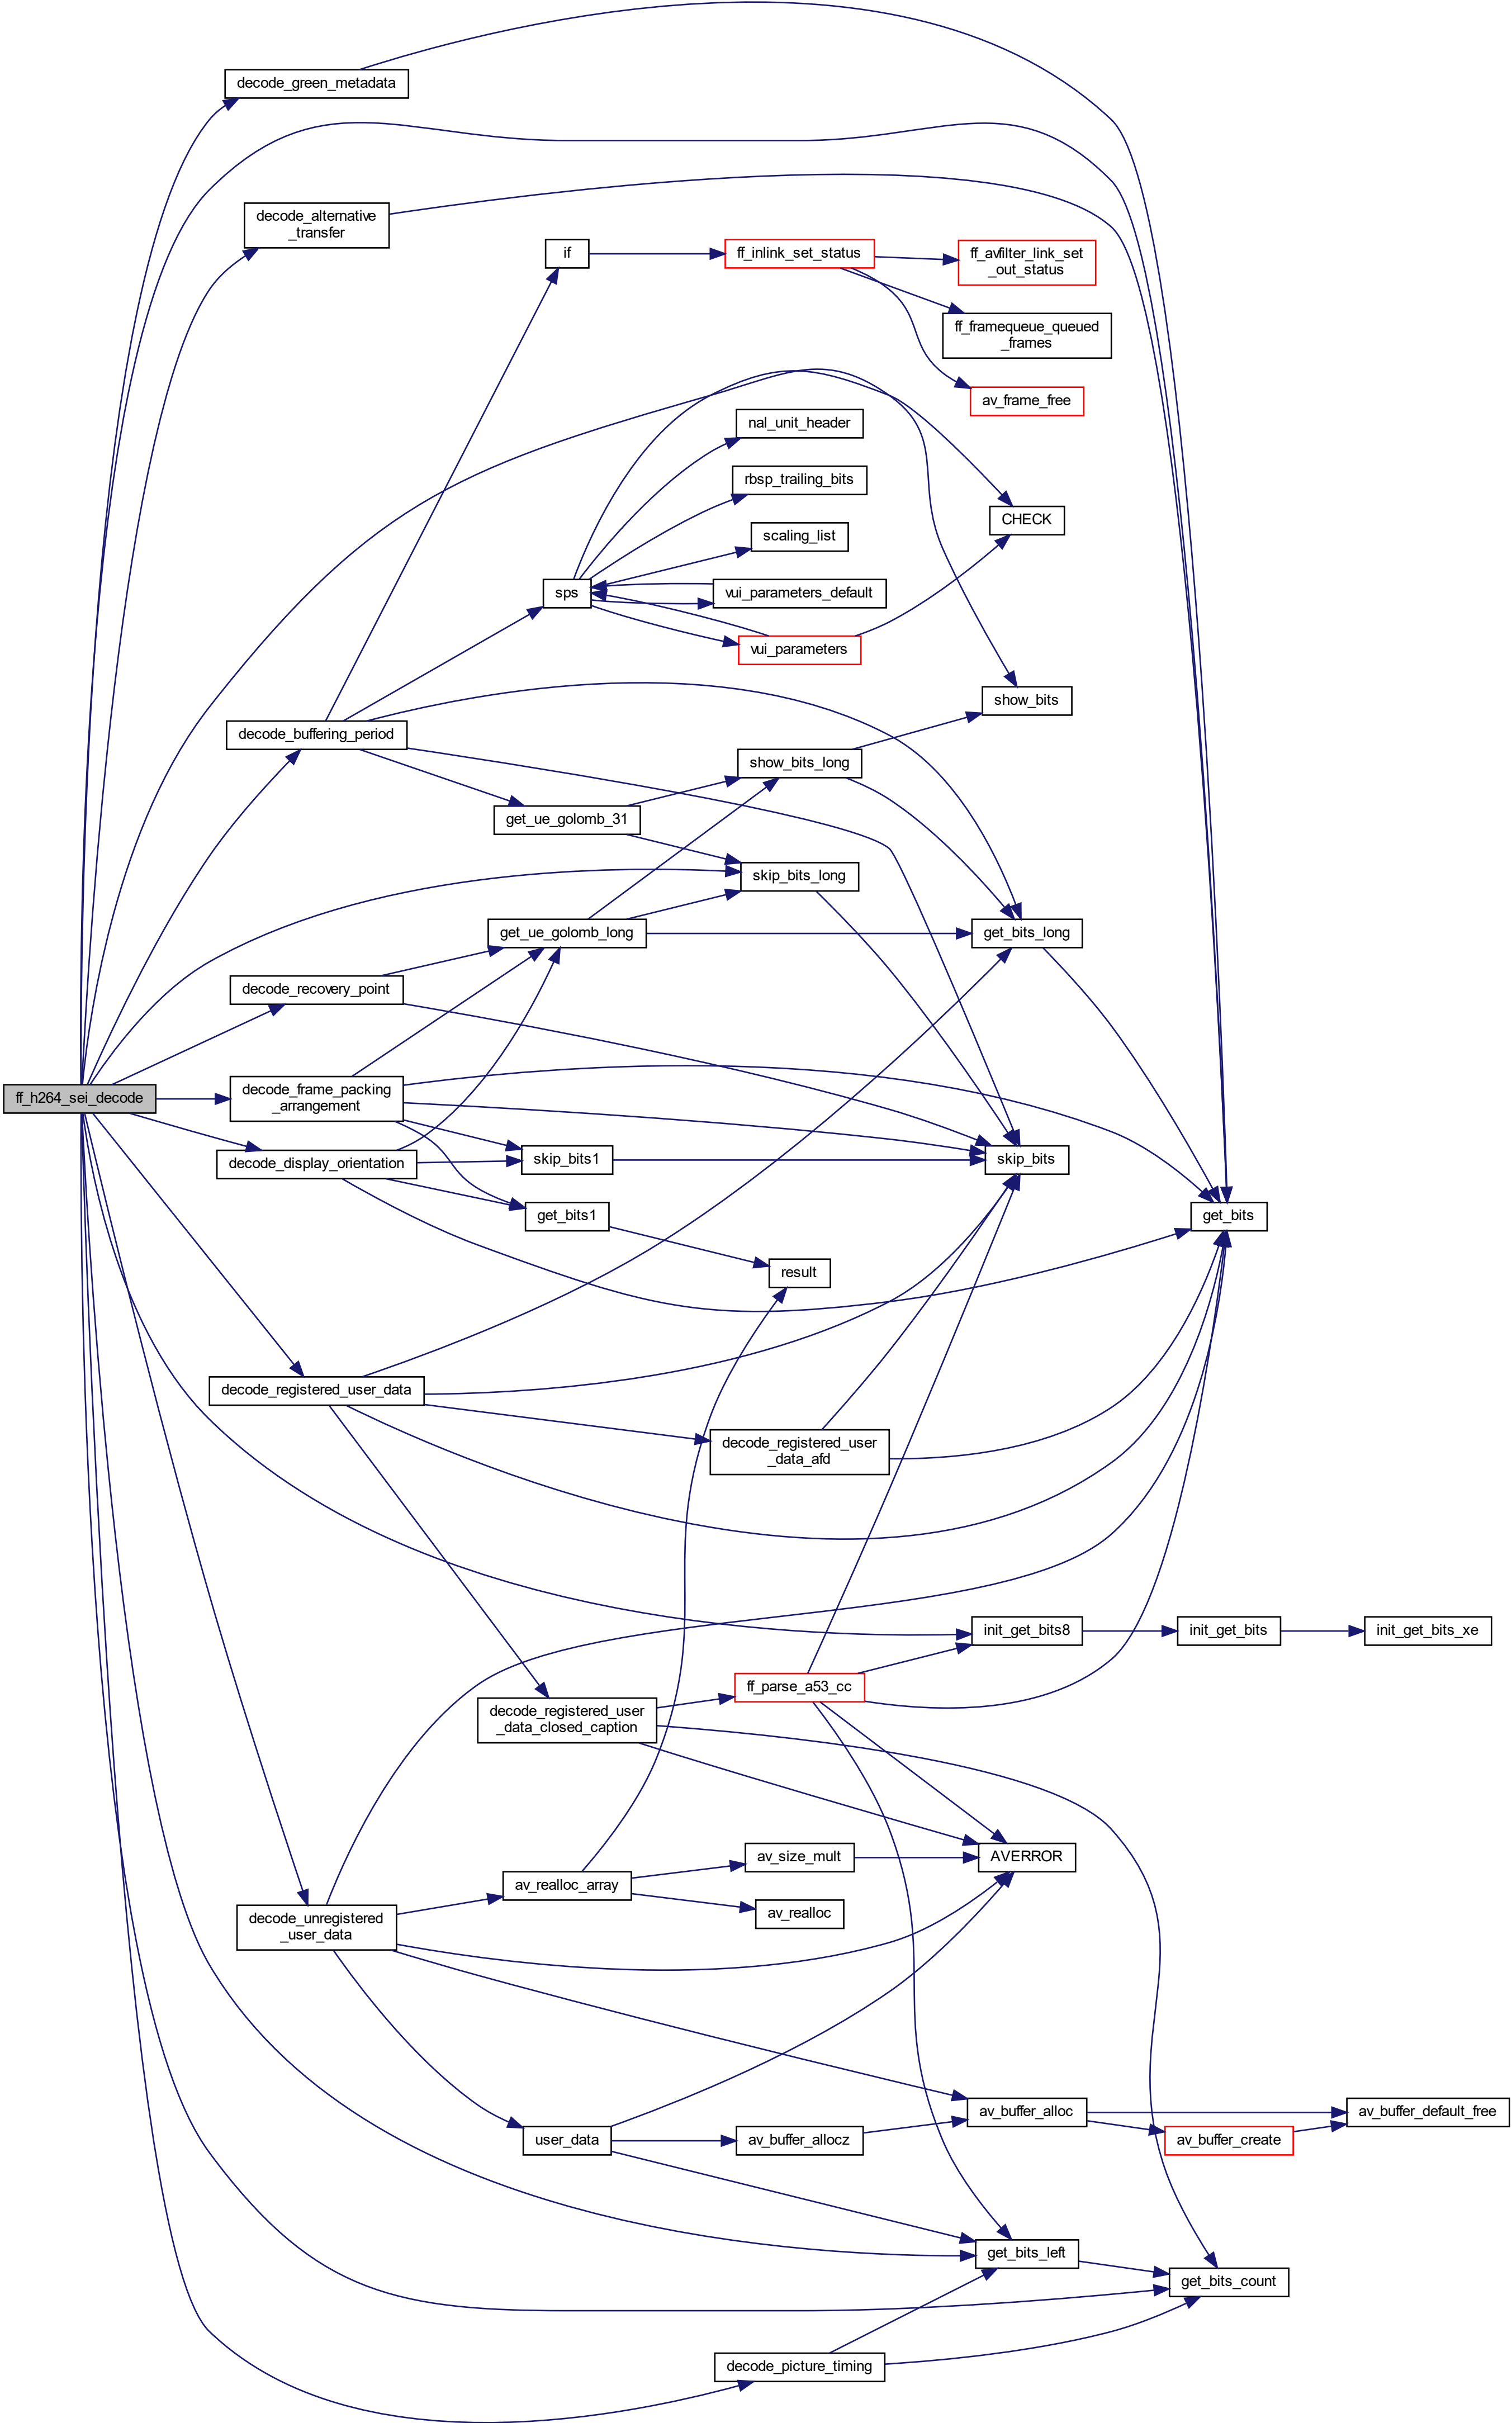 decode_green_metadata
decode_alternative
_transfer
if
ff_inlink_set_status
ff_avfilter_link_set
_out_status
ff_framequeue_queued
_frames
av_frame_free
nal_unit_header
rbsp_trailing_bits
CHECK
scaling_list
sps
vui_parameters_default
vui_parameters
show_bits
decode_buffering_period
show_bits_long
get_ue_golomb_31
skip_bits_long
get_ue_golomb_long
get_bits_long
decode_recovery_point
ff_h264_sei_decode
decode_frame_packing
_arrangement
skip_bits1
skip_bits
decode_display_orientation
get_bits1
get_bits
result
decode_registered_user_data
decode_registered_user
_data_afd
init_get_bits8
init_get_bits
init_get_bits_xe
ff_parse_a53_cc
decode_registered_user
_data_closed_caption
av_size_mult
AVERROR
av_realloc_array
av_realloc
decode_unregistered
_user_data
av_buffer_alloc
av_buffer_default_free
user_data
av_buffer_allocz
av_buffer_create
get_bits_left
get_bits_count
decode_picture_timing